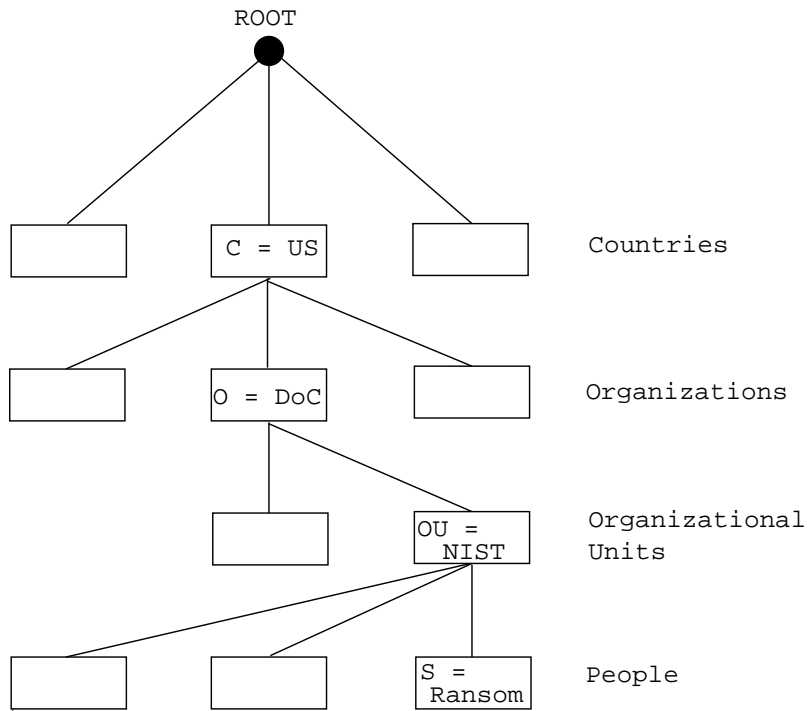 ROOT
C = US
Countries
O = DoC
Organizations
OU =
NIST
Organizational
Units
S =
Ransom
People